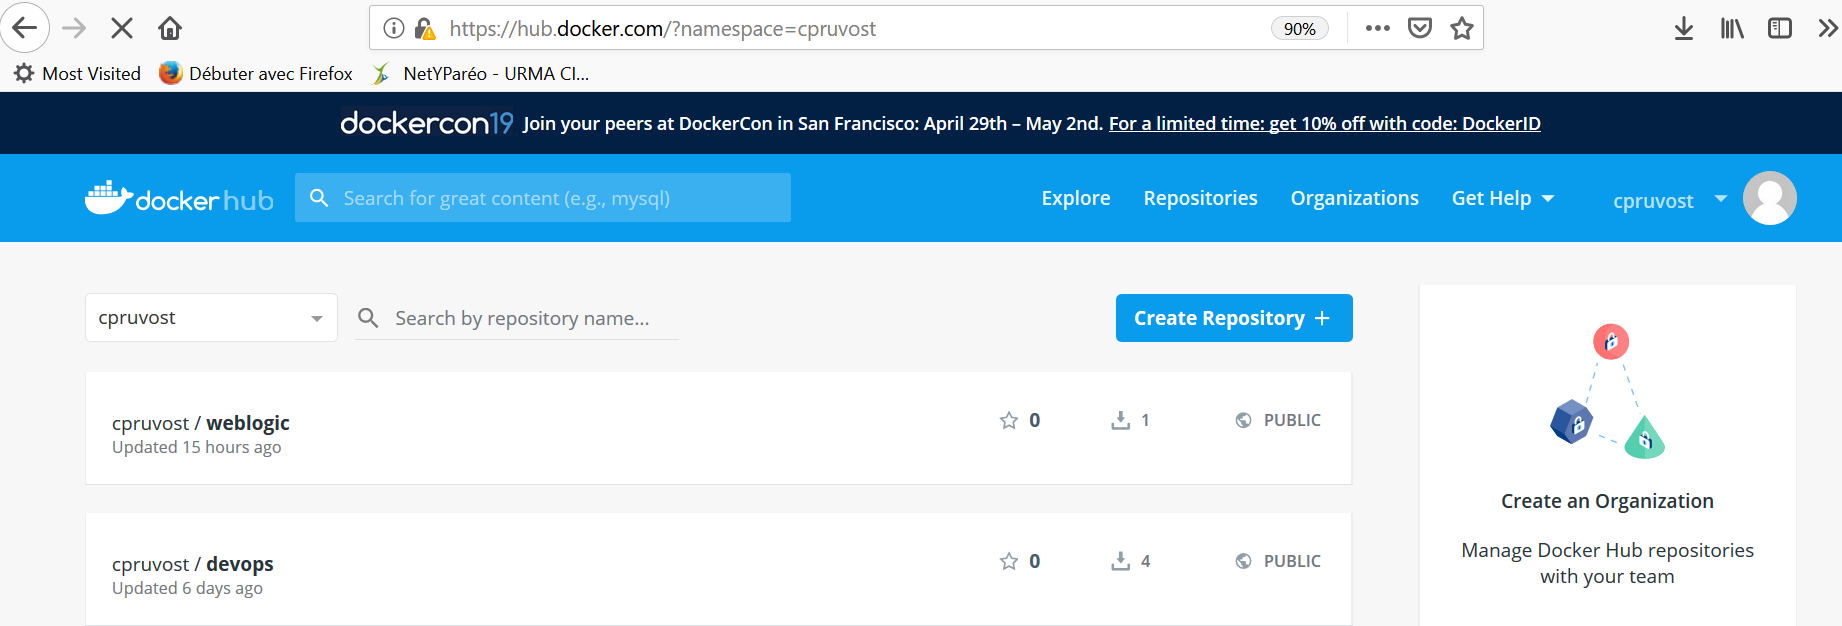 https://hub.docker.com/?namespace=cpruvost 90%
Most Visited Débuter avec Firefox NetYParéo - URMA Cl...
dockercon19 Join your peers at DockerCon in San Francisco: April 29th – May 2nd. For a limited time: get 10% off with code: DockerID
docker hub Search for great content (e.g., mysql) Explore Repositories Organizations Get Help cpruvost
cpruvost Search by repository name... Create Repository +
cpruvost / weblogic 0 1 PUBLIC
Updated 15 hours ago
Create an Organization
Manage Docker Hub repositories
with your team
cpruvost / devops 0 4 PUBLIC
Updated 6 days ago